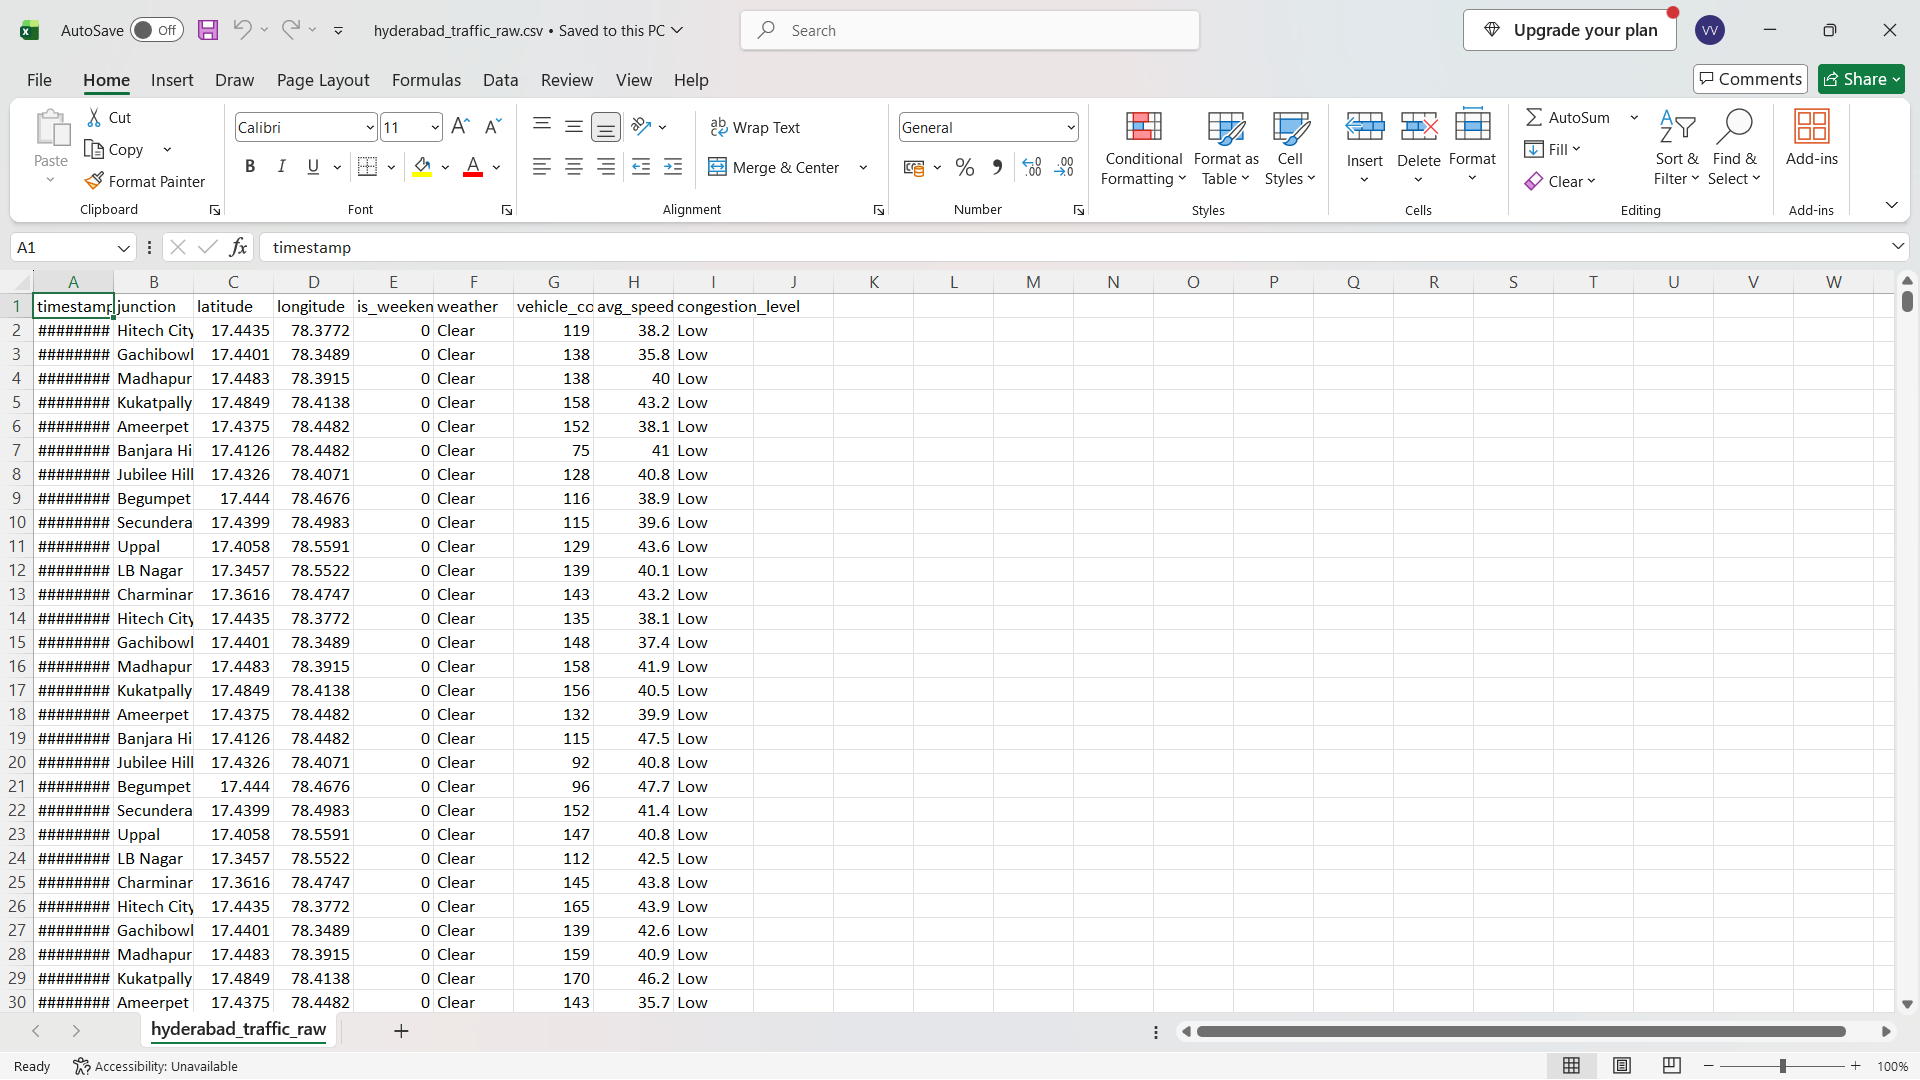 AutoSave Off hyderabad_traffic_raw.csv • Saved to this PC Search Upgrade your plan VV
File Home Insert Draw Page Layout Formulas Data Review View Help Comments Share
Paste Cut Copy Format Painter Clipboard
Calibri 11 B I U A Font
Wrap Text Merge & Center Alignment
General % Number
Conditional Formatting Format as Table Cell Styles Styles
Insert Delete Format Cells
AutoSum Fill Clear Sort & Filter Find & Select Editing
Add-ins Add-ins
A1 fx timestamp
A B C D E F G H I J K L M N O P Q R S T U V W
1 timestamp junction latitude longitude is_weeken weather vehicle_co avg_speed congestion_level
2 ######## Hitech City 17.4435 78.3772 0 Clear 119 38.2 Low
3 ######## Gachibowl 17.4401 78.3489 0 Clear 138 35.8 Low
4 ######## Madhapur 17.4483 78.3915 0 Clear 138 40 Low
5 ######## Kukatpally 17.4849 78.4138 0 Clear 158 43.2 Low
6 ######## Ameerpet 17.4375 78.4482 0 Clear 152 38.1 Low
7 ######## Banjara Hi 17.4126 78.4482 0 Clear 75 41 Low
8 ######## Jubilee Hill 17.4326 78.4071 0 Clear 128 40.8 Low
9 ######## Begumpet 17.444 78.4676 0 Clear 116 38.9 Low
10 ######## Secundera 17.4399 78.4983 0 Clear 115 39.6 Low
11 ######## Uppal 17.4058 78.5591 0 Clear 129 43.6 Low
12 ######## LB Nagar 17.3457 78.5522 0 Clear 139 40.1 Low
13 ######## Charminar 17.3616 78.4747 0 Clear 143 43.2 Low
14 ######## Hitech City 17.4435 78.3772 0 Clear 135 38.1 Low
15 ######## Gachibowl 17.4401 78.3489 0 Clear 148 37.4 Low
16 ######## Madhapur 17.4483 78.3915 0 Clear 158 41.9 Low
17 ######## Kukatpally 17.4849 78.4138 0 Clear 156 40.5 Low
18 ######## Ameerpet 17.4375 78.4482 0 Clear 132 39.9 Low
19 ######## Banjara Hi 17.4126 78.4482 0 Clear 115 47.5 Low
20 ######## Jubilee Hill 17.4326 78.4071 0 Clear 92 40.8 Low
21 ######## Begumpet 17.444 78.4676 0 Clear 96 47.7 Low
22 ######## Secundera 17.4399 78.4983 0 Clear 152 41.4 Low
23 ######## Uppal 17.4058 78.5591 0 Clear 147 40.8 Low
24 ######## LB Nagar 17.3457 78.5522 0 Clear 112 42.5 Low
25 ######## Charminar 17.3616 78.4747 0 Clear 145 43.8 Low
26 ######## Hitech City 17.4435 78.3772 0 Clear 165 43.9 Low
27 ######## Gachibowl 17.4401 78.3489 0 Clear 139 42.6 Low
28 ######## Madhapur 17.4483 78.3915 0 Clear 159 40.9 Low
29 ######## Kukatpally 17.4849 78.4138 0 Clear 170 46.2 Low
30 ######## Ameerpet 17.4375 78.4482 0 Clear 143 35.7 Low
hyderabad_traffic_raw
Ready Accessibility: Unavailable 100%